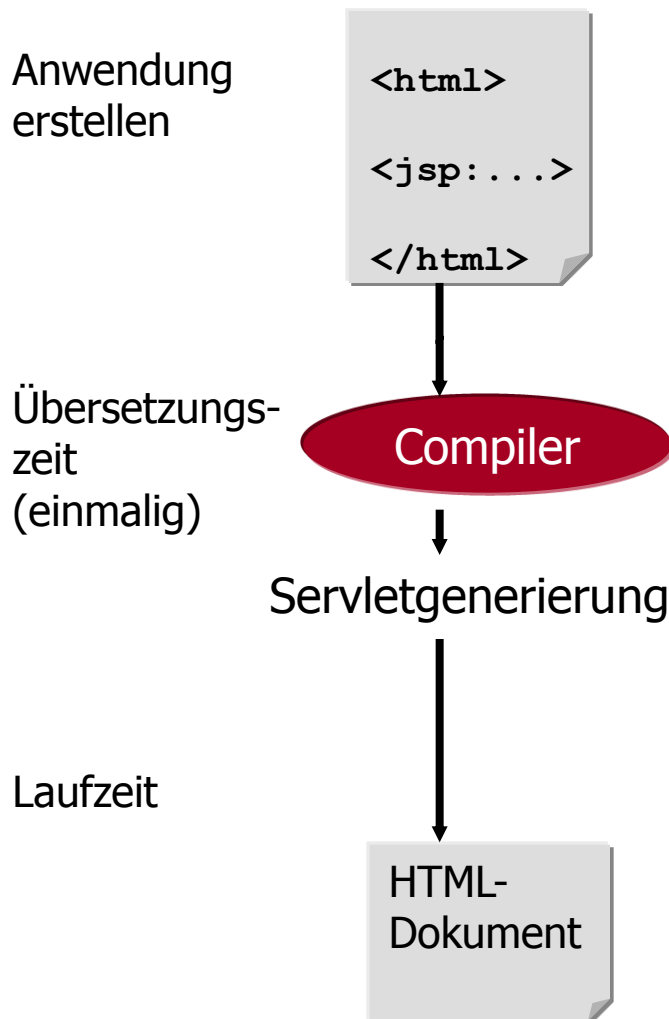 Anwendung
erstellen
<html>
<jsp:...>
</html>
Übersetzungs-
zeit
(einmalig)
Compiler
Servletgenerierung
Laufzeit
HTML-
Dokument